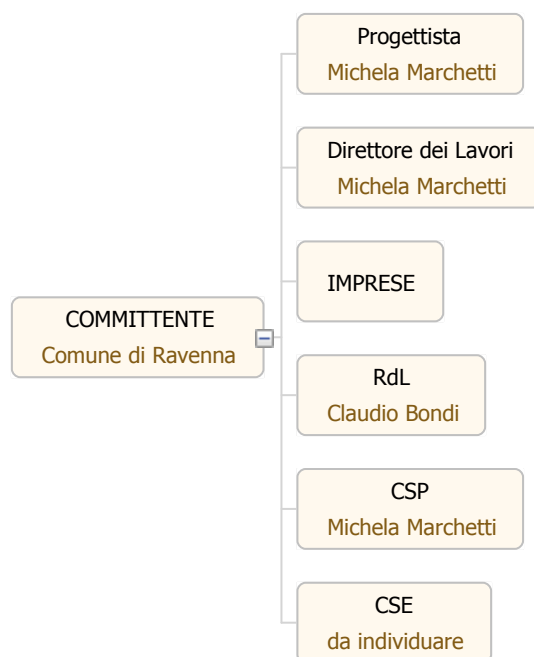 Progettista
Michela Marchetti
Direttore dei Lavori
Michela Marchetti
IMPRESE
COMMITTENTE
Comune di Ravenna
RdL
Claudio Bondi
CSP
Michela Marchetti
CSE
da individuare